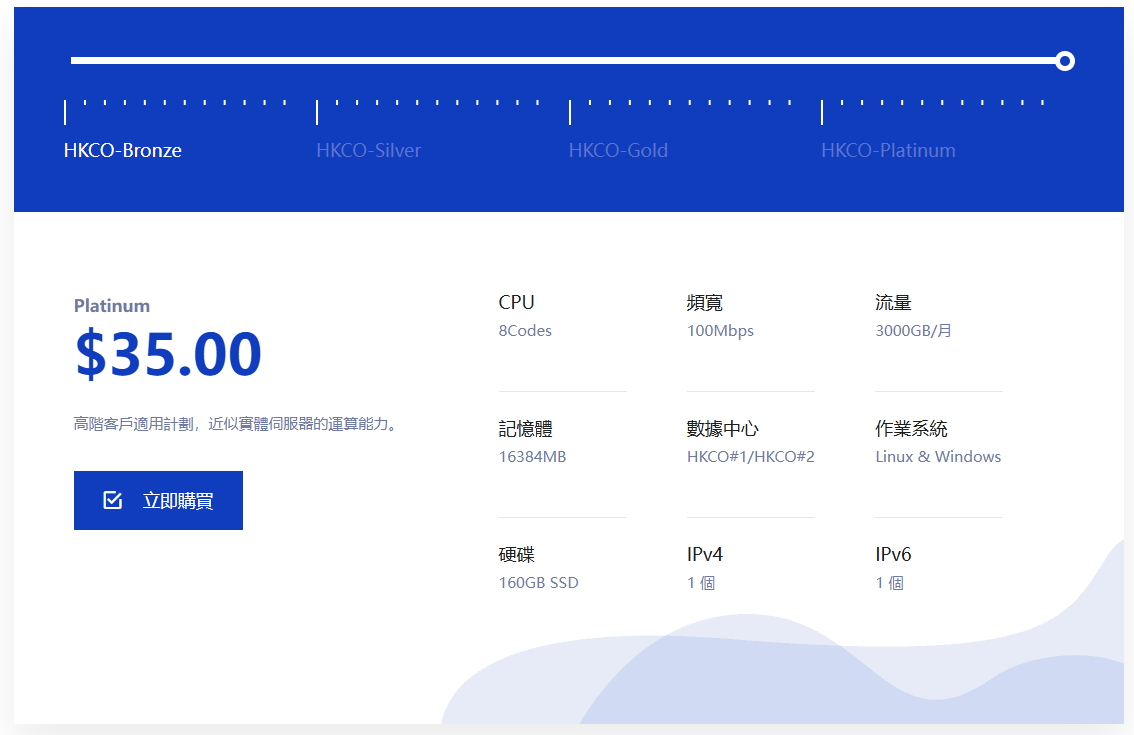 HKCO-Bronze
HKCO-Silver
HKCO-Gold
HKCO-Platinum
Platinum
$35.00
高階客戶適用計劃，近似實體伺服器的運算能力。
立即購買
CPU
8Codes
頻寬
100Mbps
流量
3000GB/月
記憶體
16384MB
數據中心
HKCO#1/HKCO#2
作業系統
Linux & Windows
硬碟
160GB SSD
IPv4
1 個
IPv6
1 個